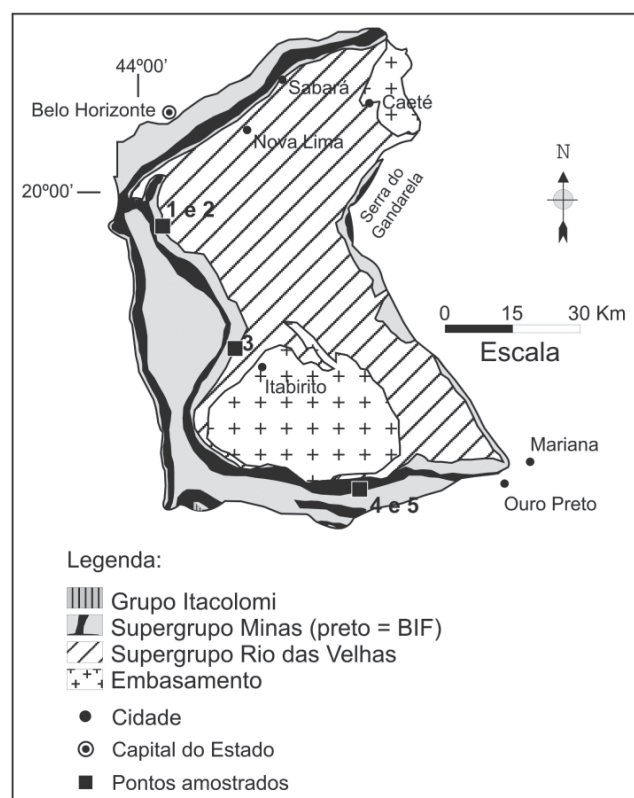 44º00'
Belo Horizonte
Sabará
Caeté
Nova Lima
20º00'
1 e 2
Serra do
Gandarela
N
0 15 30 Km
Escala
3
Itabirito
Mariana
Ouro Preto
4 e 5
Legenda:
Grupo Itacolomi
Supergrupo Minas (preto = BIF)
Supergrupo Rio das Velhas
Embasamento
Cidade
Capital do Estado
Pontos amostrados